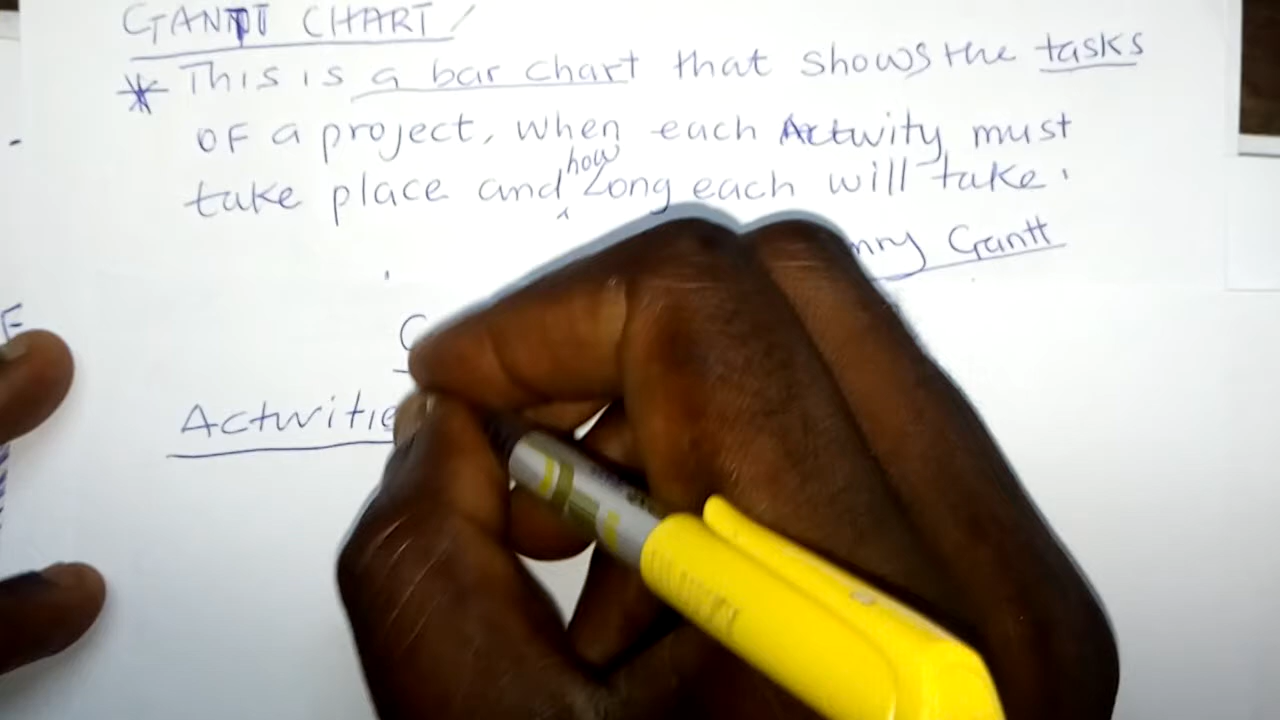 GANTT CHART
* This is a bar chart that shows the tasks
OF a project, when each Activity must
take place and how Long each will take.
Gantt
Activitie